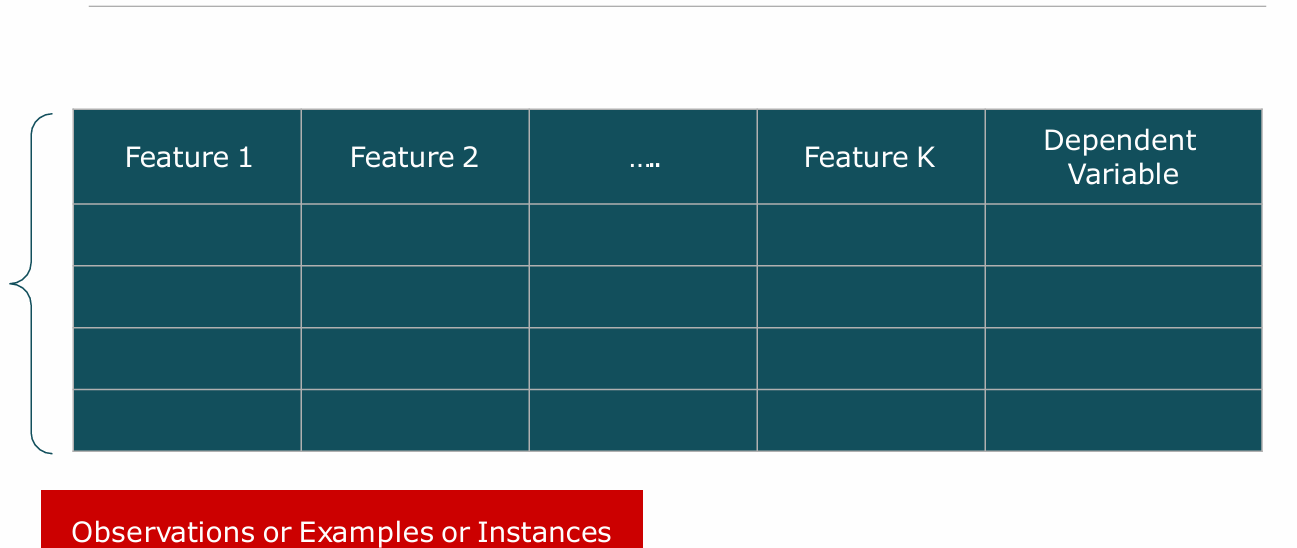 Feature 1 Feature 2 ….. Feature K Dependent
Variable
Observations or Examples or Instances